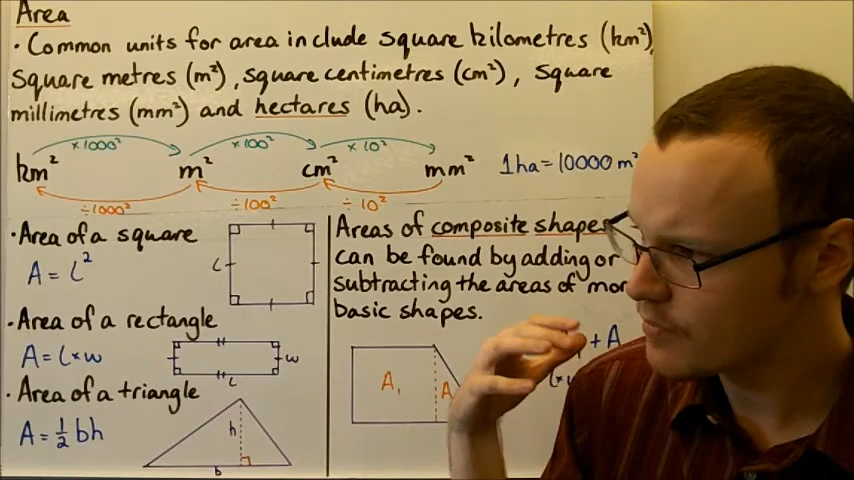 Area
• Common units for area include square kilometres (km²),
square metres (m²), square centimetres (cm²), square
millimetres (mm²) and hectares (ha).
×1000² ×100² ×10²
km² m² cm² mm² 1ha = 10000 m²
÷1000² ÷100² ÷10²
• Area of a square
A = l²
l
• Area of a rectangle
A = l × w
w
l
• Area of a triangle
A = ½ bh
h
b
Areas of composite shapes
can be found by adding or
subtracting the areas of
basic shapes.
+ A
A₁ A